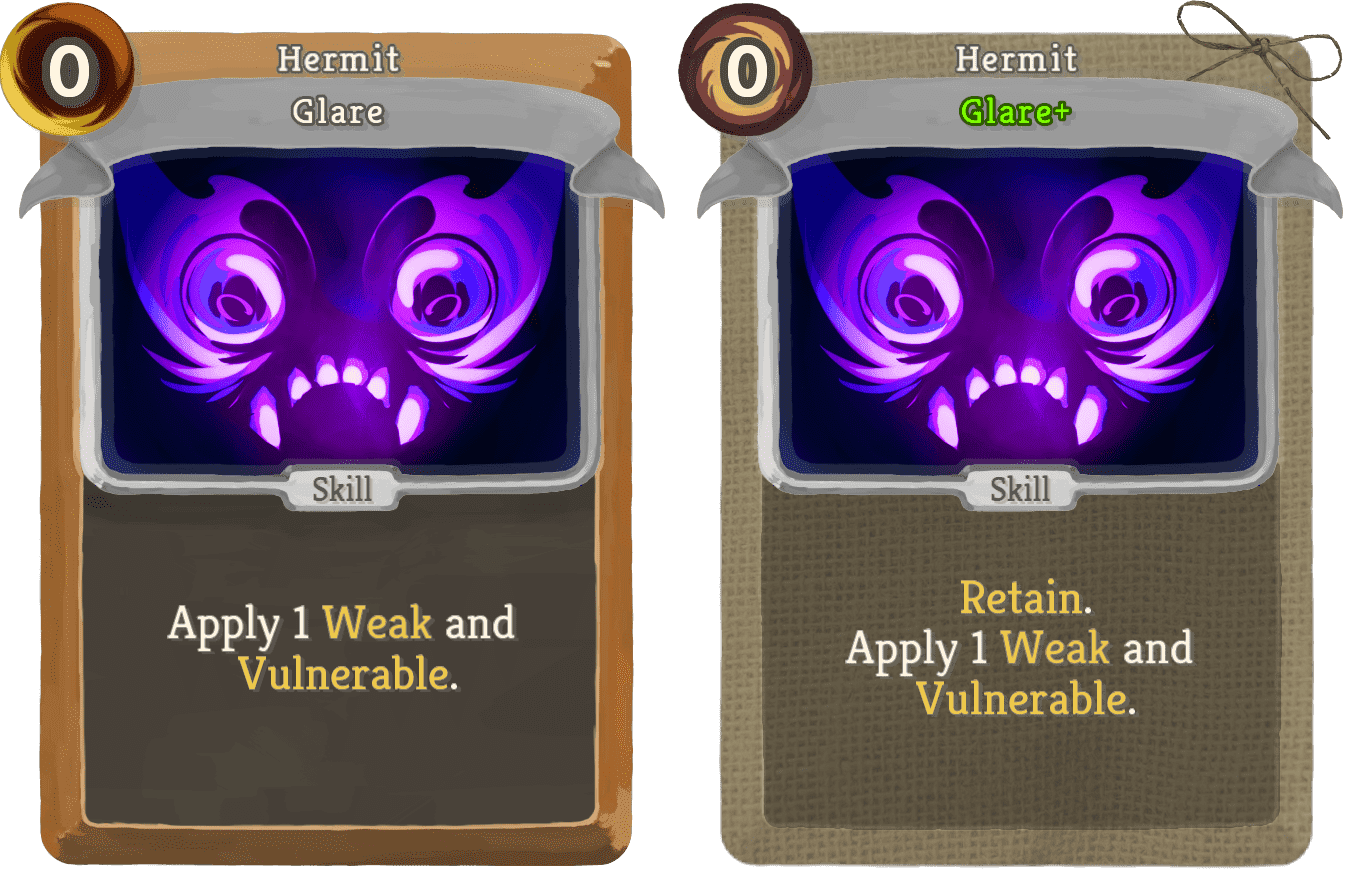 0
Hermit
Glare
Skill
Apply 1 Weak and
Vulnerable.
0
Hermit
Glare+
Skill
Retain.
Apply 1 Weak and
Vulnerable.